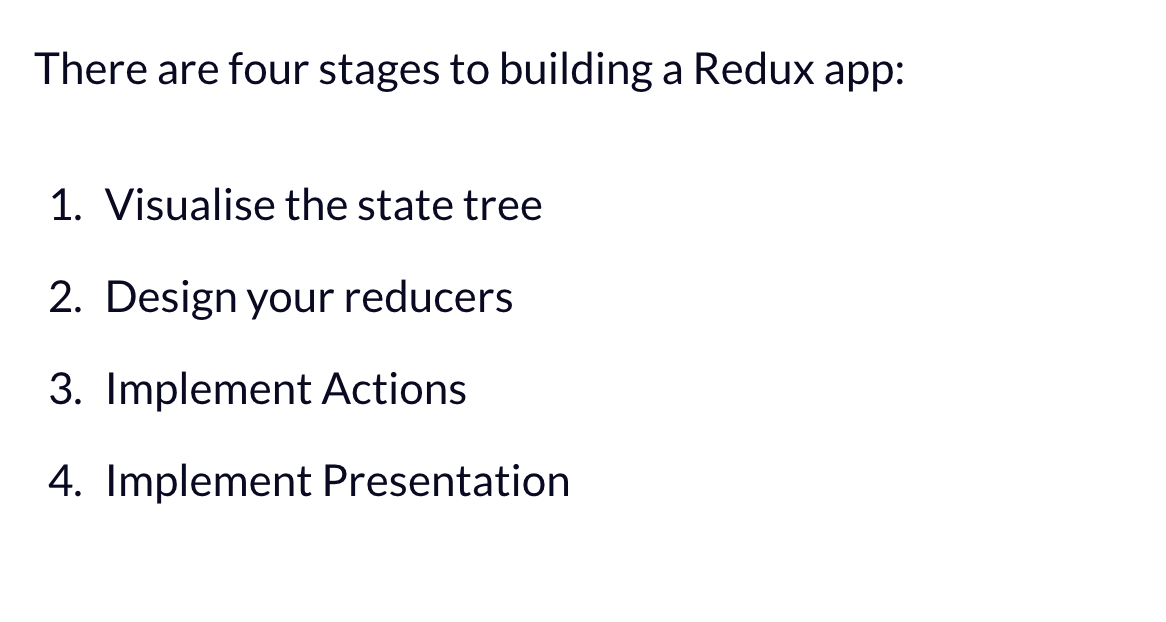 There are four stages to building a Redux app:
1. Visualise the state tree
2. Design your reducers
3. Implement Actions
4. Implement Presentation